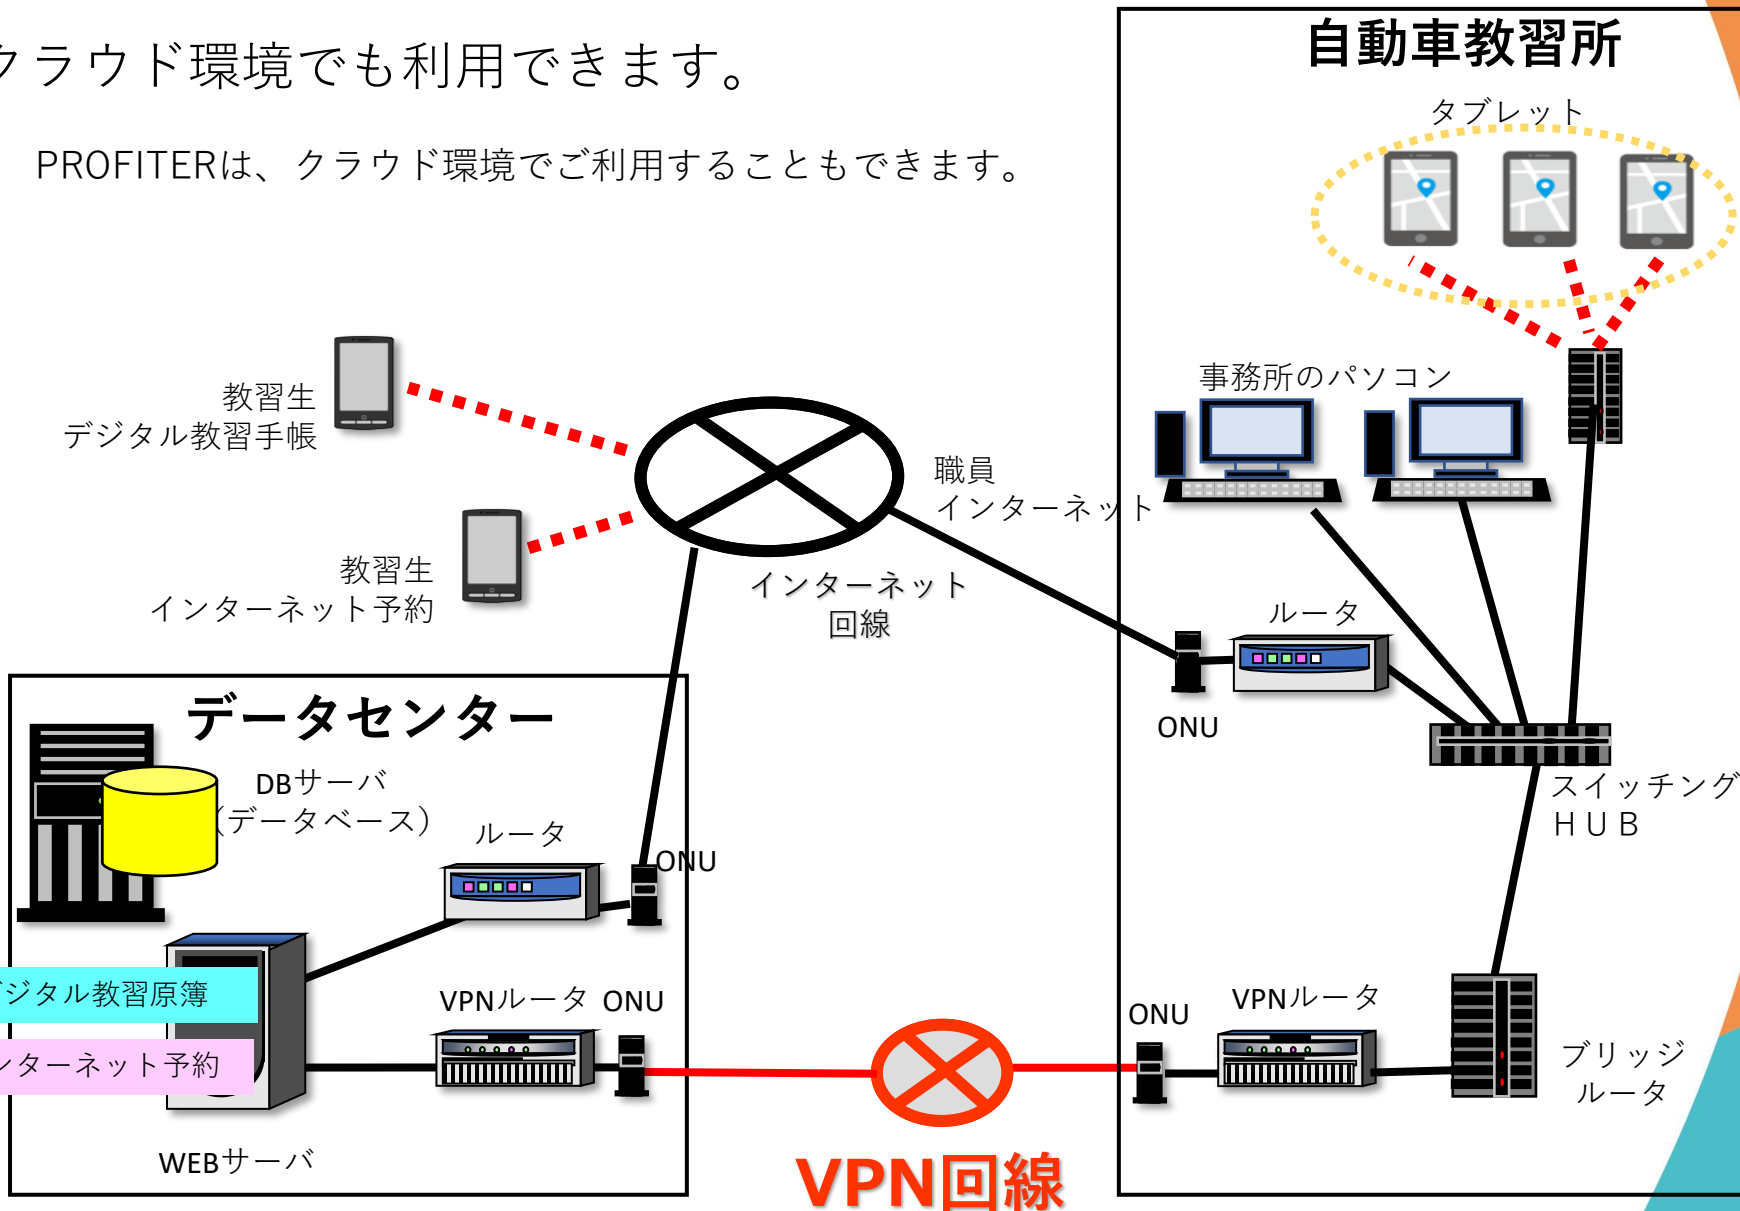 クラウド環境でも利用できます。
PROFITERは、クラウド環境でご利用することもできます。
自動車教習所
タブレット
事務所のパソコン
教習生
デジタル教習手帳
職員
インターネット
教習生
インターネット予約
インターネット
回線
ルータ
ONU
スイッチング
ＨＵＢ
データセンター
DBサーバ
（データベース）
ルータ
ONU
ジタル教習原簿
ンターネット予約
VPNルータ
ONU
WEBサーバ
VPN回線
ONU
VPNルータ
ブリッジ
ルータ